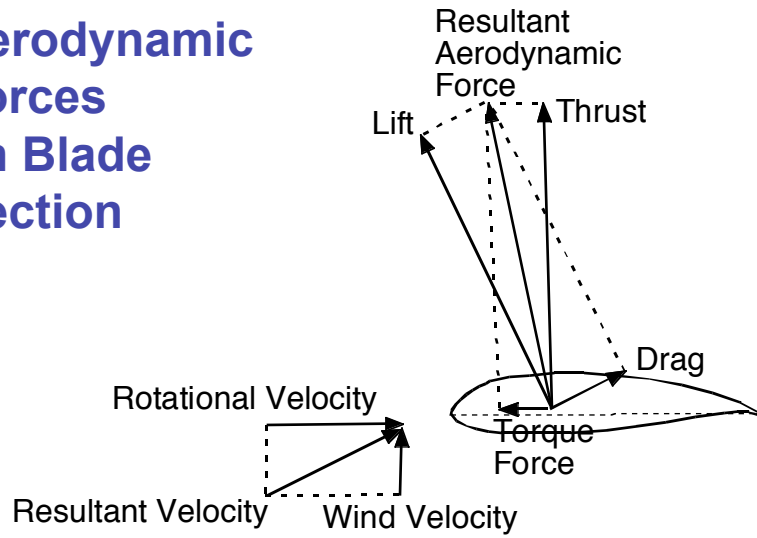 erodynamic
orces
n Blade
ection
Resultant
Aerodynamic
Force
Lift
Thrust
Drag
Rotational Velocity
Torque
Force
Resultant Velocity
Wind Velocity